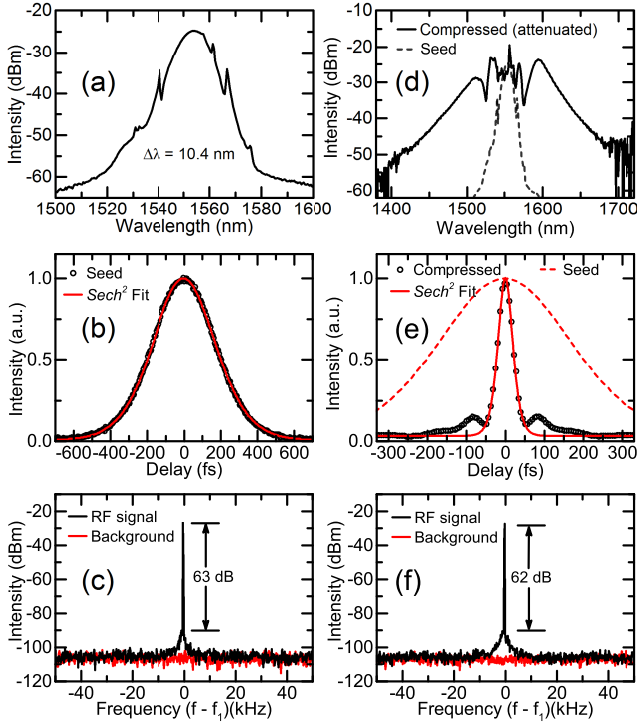 -20
-30
-40
-50
-60
Intensity (dBm)
(a)
Δλ = 10.4 nm
1500 1520 1540 1560 1580 1600
Wavelength (nm)
0
-10
-20
-30
-40
-50
-60
Intensity (dBm)
Compressed (attenuated)
Seed
(d)
1400 1500 1600 1700
Wavelength (nm)
1.0
0.5
0.0
Intensity (a.u.)
Seed
Sech² Fit
(b)
-600 -400 -200 0 200 400 600
Delay (fs)
1.0
0.5
0.0
Intensity (a.u.)
Compressed
Seed
Sech² Fit
(e)
-300 -200 -100 0 100 200 300
Delay (fs)
-20
-40
-60
-80
-100
-120
Intensity (dBm)
RF signal
Background
63 dB
(c)
-40 -20 0 20 40
Frequency (f - f₁)(kHz)
-20
-40
-60
-80
-100
-120
Intensity (dBm)
RF signal
Background
62 dB
(f)
-40 -20 0 20 40
Frequency (f - f₁)(kHz)